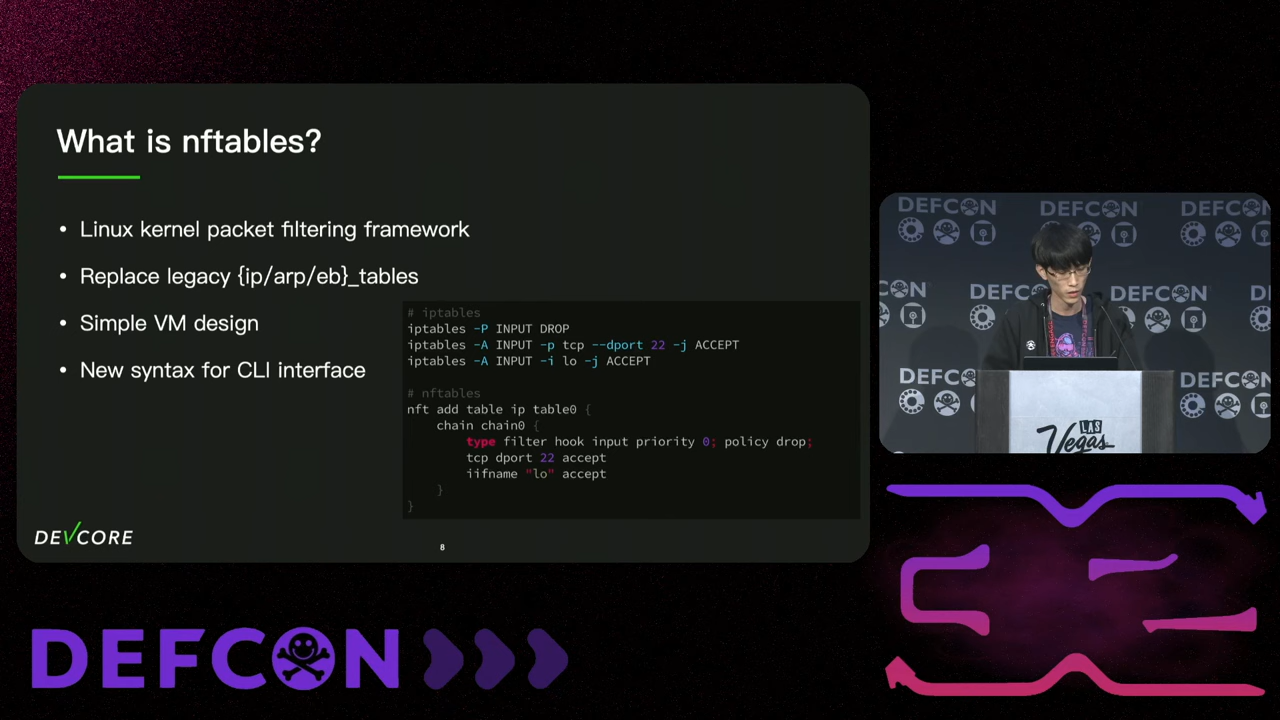 What is nftables?
• Linux kernel packet filtering framework
• Replace legacy {ip/arp/eb}_tables
• Simple VM design
• New syntax for CLI interface
# iptables
iptables -P INPUT DROP
iptables -A INPUT -p tcp --dport 22 -j ACCEPT
iptables -A INPUT -i lo -j ACCEPT
# nftables
nft add table ip table0 {
chain chain0 {
type filter hook input priority 0; policy drop;
tcp dport 22 accept
iifname "lo" accept
}
}
DEVCORE
8
DEFCON DEFCON DEFCON
DEFCON DEFCON
DEFCON DEFCON
LAS
Vegas
DEFCON